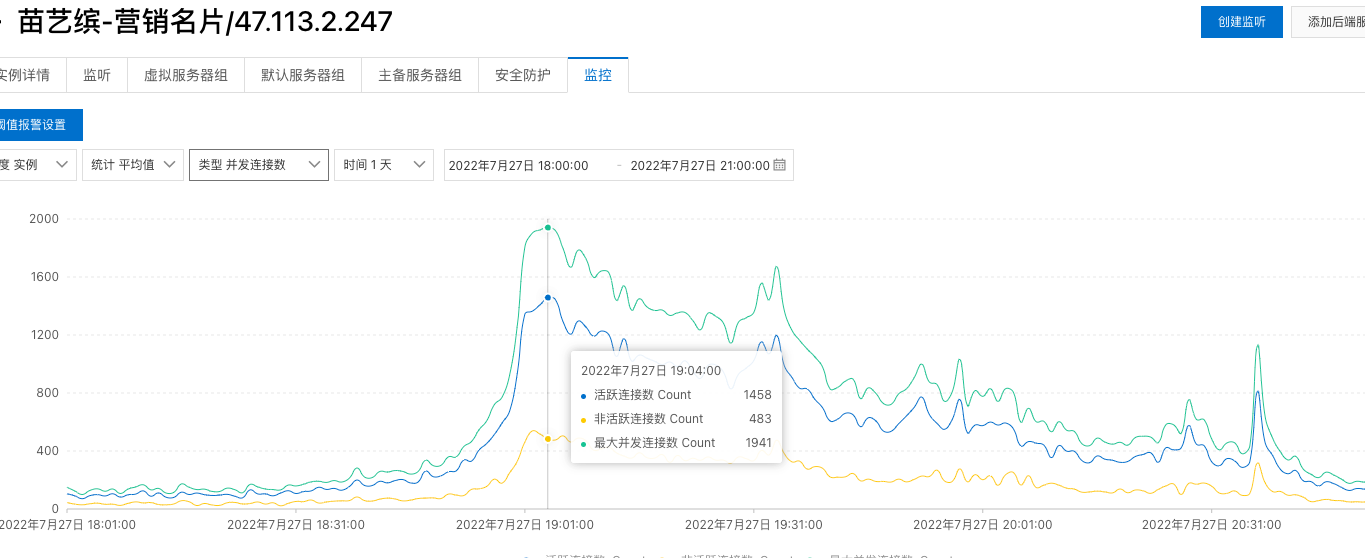 苗艺缤-营销名片/47.113.2.247
创建监听
添加后端服
实例详情 监听 虚拟服务器组 默认服务器组 主备服务器组 安全防护 监控
阈值报警设置
度 实例 统计 平均值 类型 并发连接数 时间 1 天 2022年7月27日 18:00:00 - 2022年7月27日 21:00:00
2000
1600
1200
800
400
0
2022年7月27日 19:04:00
活跃连接数 Count 1458
非活跃连接数 Count 483
最大并发连接数 Count 1941
2022年7月27日 18:01:00 2022年7月27日 18:31:00 2022年7月27日 19:01:00 2022年7月27日 19:31:00 2022年7月27日 20:01:00 2022年7月27日 20:31:00